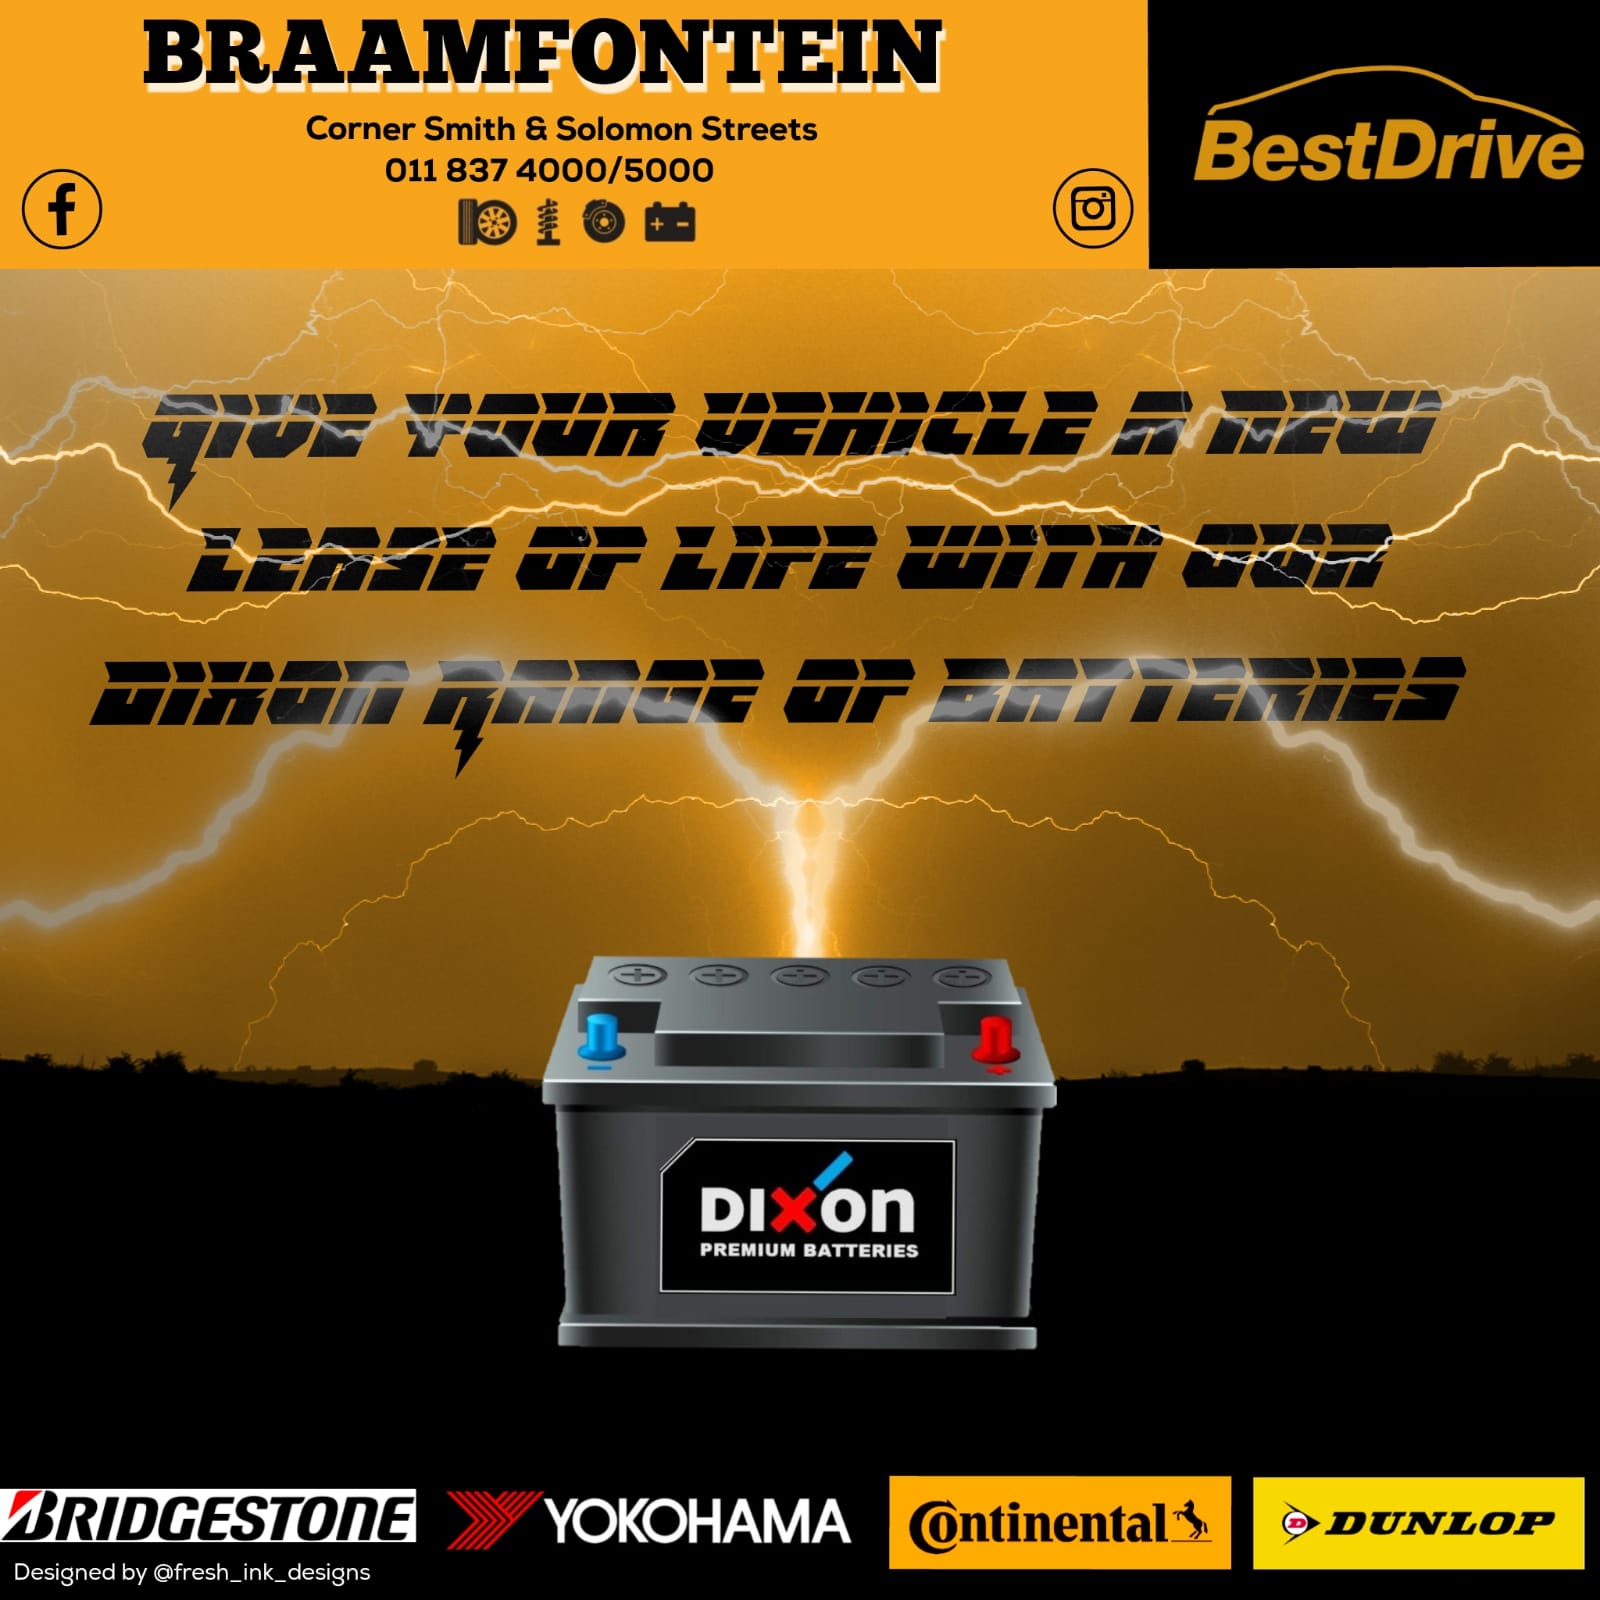 BRAAMFONTEIN
Corner Smith & Solomon Streets
011 837 4000/5000
BestDrive
GIVE YOUR VEHICLE A NEW
LEASE OF LIFE WITH OUR
DIXON RANGE OF BATTERIES
DIXON
PREMIUM BATTERIES
BRIDGESTONE
YOKOHAMA
Continental
D DUNLOP
Designed by @fresh_ink_designs